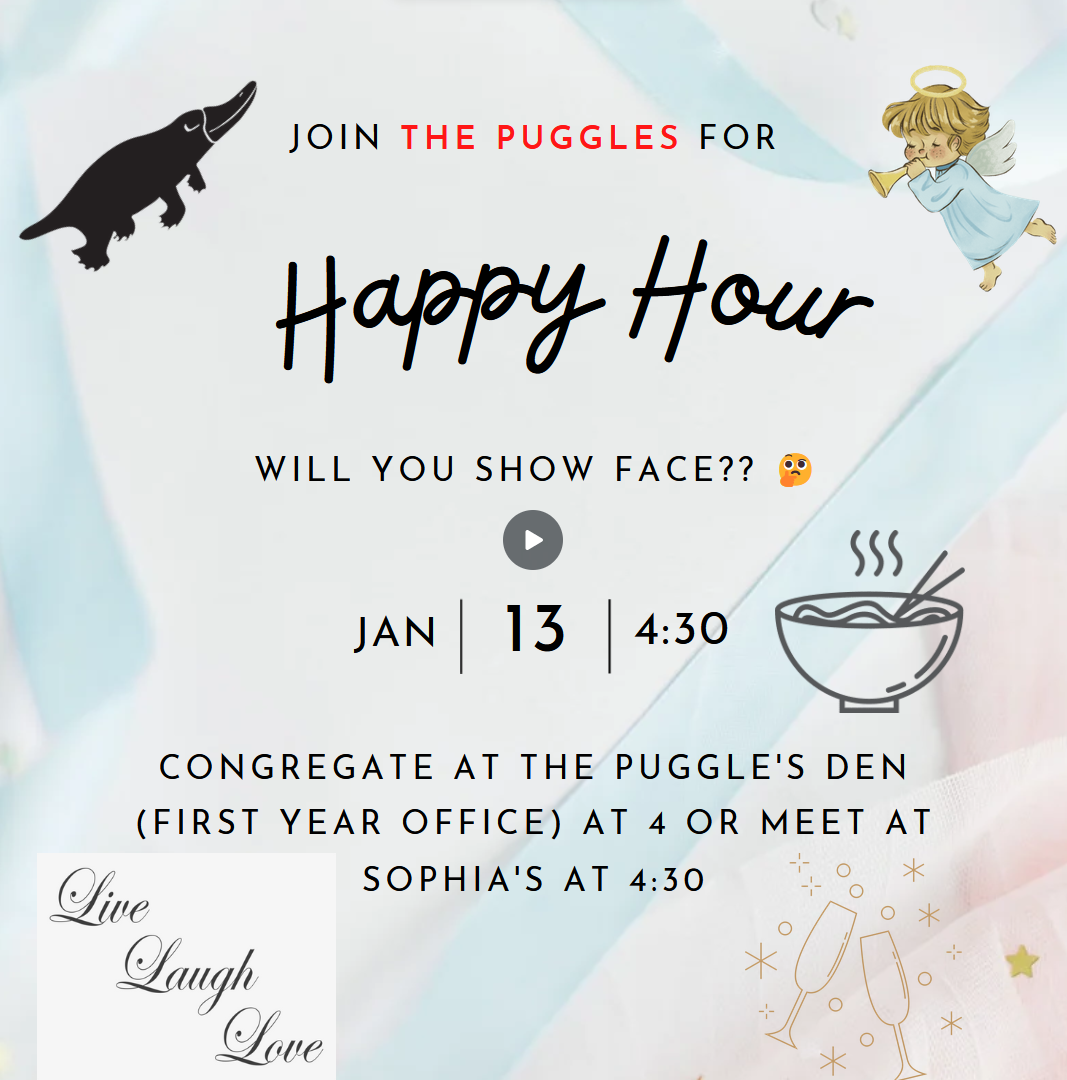 JOIN THE PUGGLES FOR
Happy Hour
WILL YOU SHOW FACE?? 🤔
JAN | 13 | 4:30
CONGREGATE AT THE PUGGLE'S DEN
(FIRST YEAR OFFICE) AT 4 OR MEET AT
SOPHIA'S AT 4:30
Live
Laugh
Love